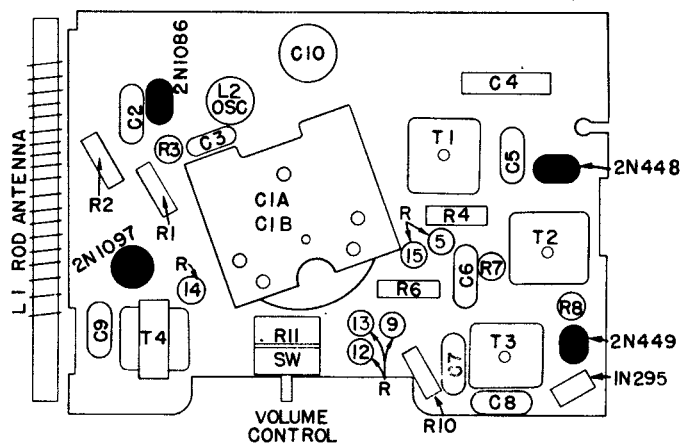 2N1086
C10
C4
L2
OSC
C2
R3
C3
T1
C5
2N448
R2
R1
C1A
C1B
R
R4
15
5
T2
L1 ROD ANTENNA
2N1097
R
14
C6
R7
R6
R8
C9
T4
R11
SW
13
9
12
R
T3
2N449
C7
1N295
C8
R10
VOLUME
CONTROL